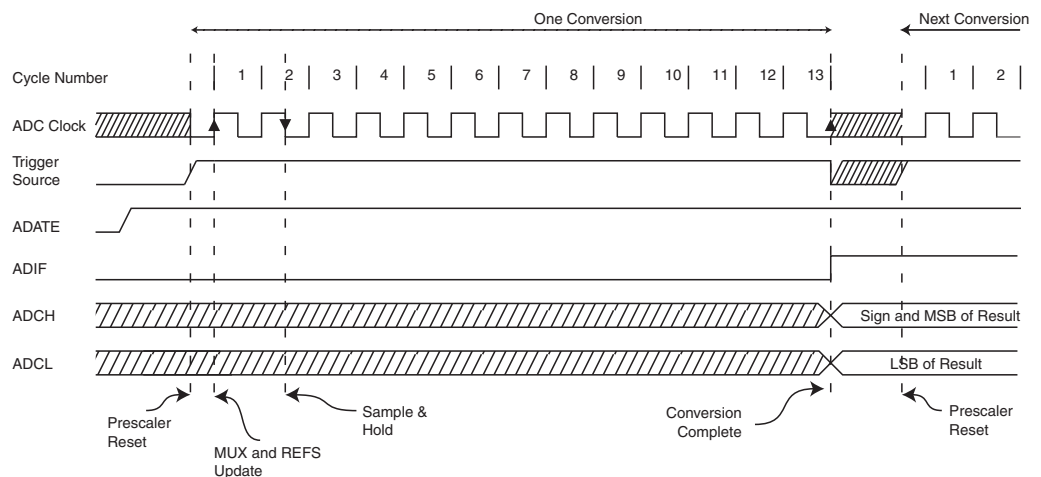 One Conversion
Next Conversion
Cycle Number
1 2 3 4 5 6 7 8 9 10 11 12 13 1 2
ADC Clock
Trigger
Source
ADATE
ADIF
ADCH
Sign and MSB of Result
ADCL
LSB of Result
Prescaler
Reset
MUX and REFS
Update
Sample &
Hold
Conversion
Complete
Prescaler
Reset